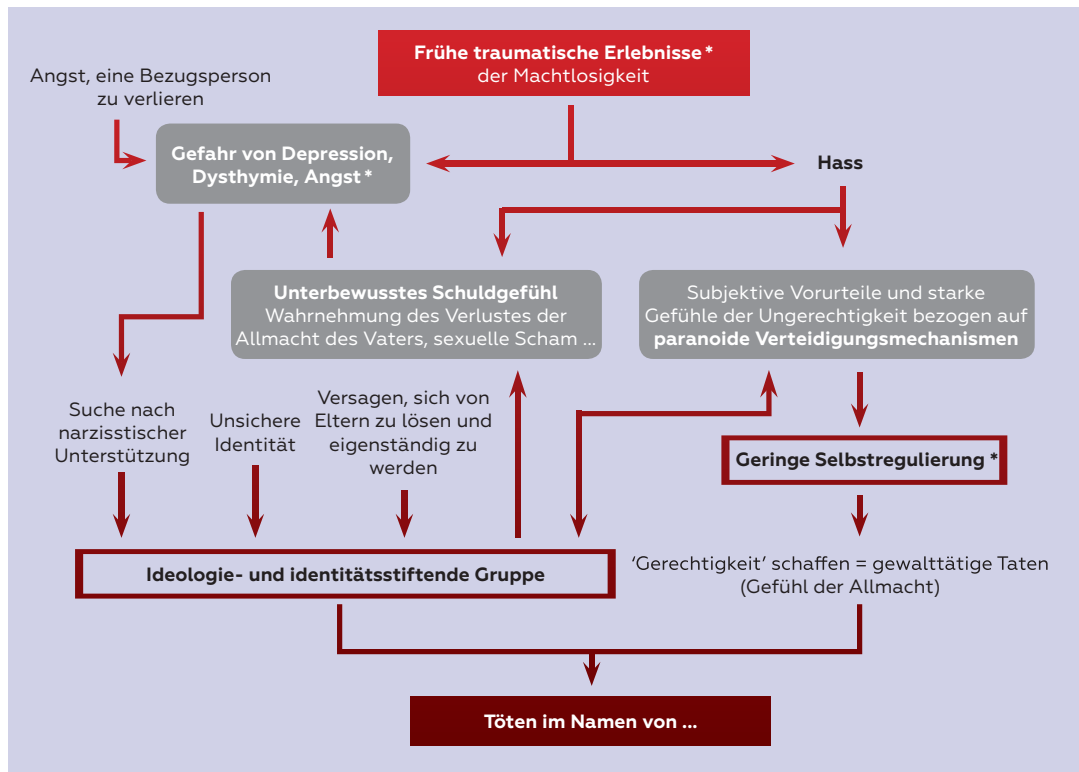 Frühe traumatische Erlebnisse *
der Machtlosigkeit
Angst, eine Bezugsperson
zu verlieren
Gefahr von Depression,
Dysthymie, Angst *
Hass
Unterbewusstes Schuldgefühl
Wahrnehmung des Verlustes der
Allmacht des Vaters, sexuelle Scham ...
Subjektive Vorurteile und starke
Gefühle der Ungerechtigkeit bezogen auf
paranoide Verteidigungsmechanismen
Suche nach
narzisstischer
Unterstützung
Unsichere
Identität
Versagen, sich von
Eltern zu lösen und
eigenständig zu
werden
Geringe Selbstregulierung *
Ideologie- und identitätsstiftende Gruppe
‘Gerechtigkeit’ schaffen = gewalttätige Taten
(Gefühl der Allmacht)
Töten im Namen von ...